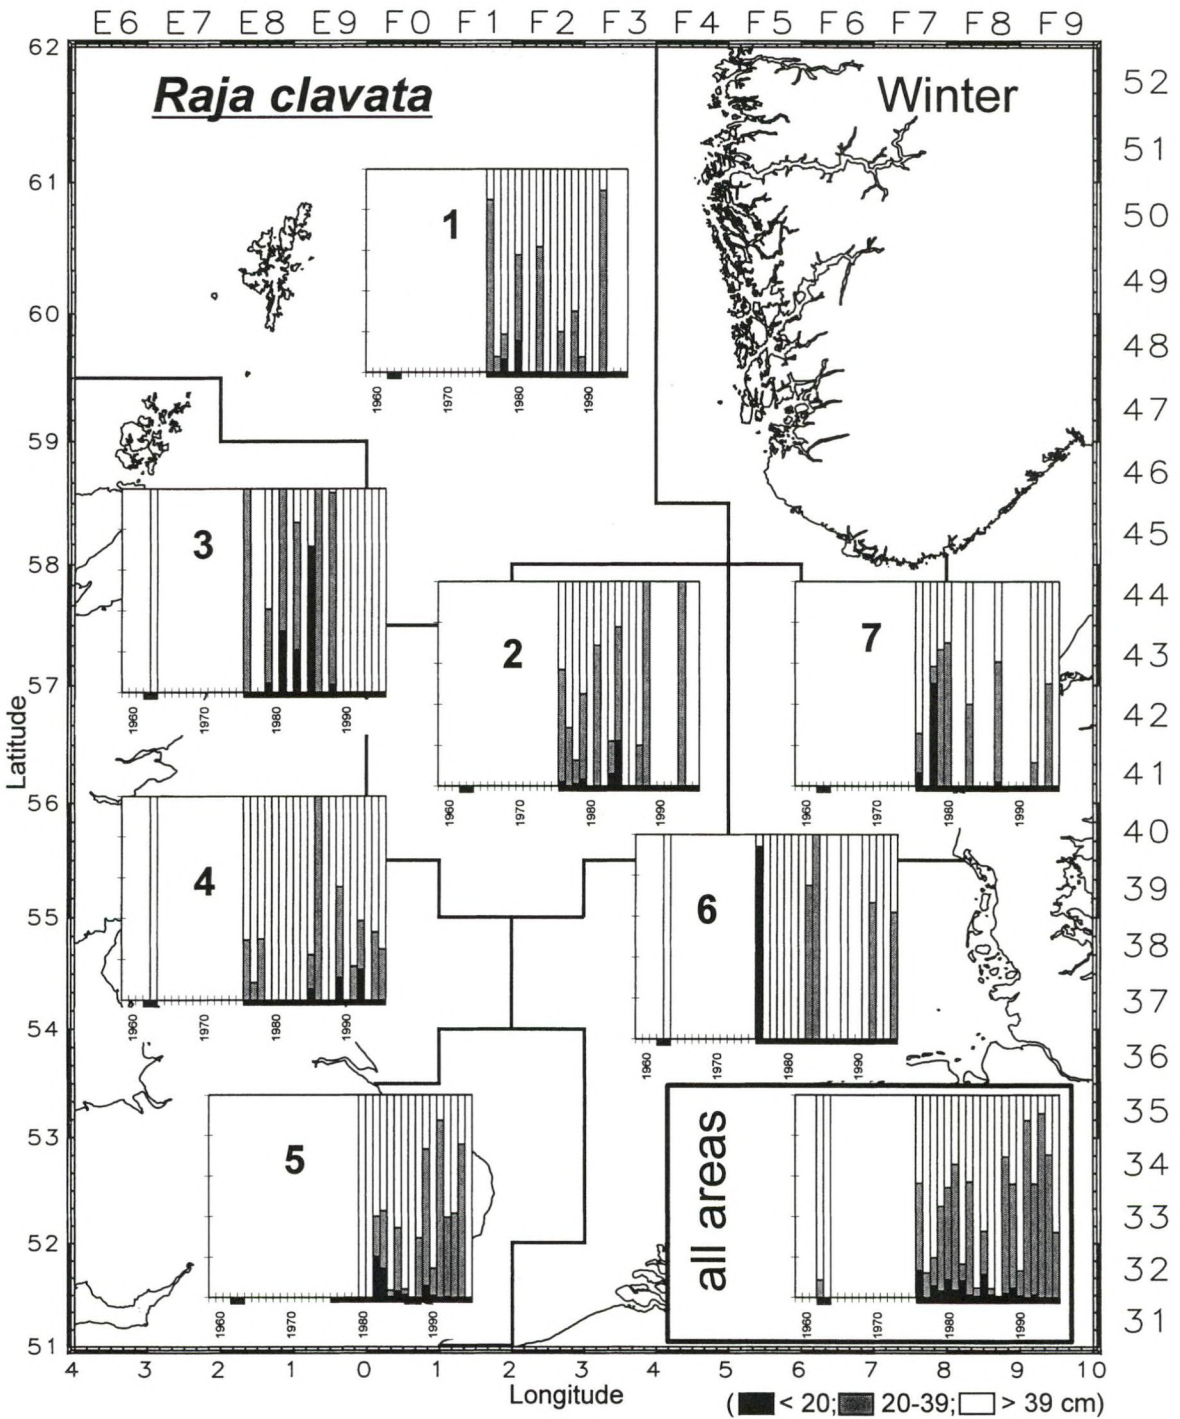 E6 E7 E8 E9 F0 F1 F2 F3 F4 F5 F6 F7 F8 F9
62
Raja clavata
Winter
52
51
61
50
1
49
60
48
1960 1970 1980 1990
47
59
46
3
45
58
44
2
7
43
57
1960 1970 1980 1990
42
Latitude
41
56
1960 1970 1980 1990
1960 1970 1980 1990
40
4
6
39
55
38
37
54
1960 1970 1980 1990
1960 1970 1980 1990
36
35
53
5
all areas
34
33
52
32
1960 1970 1980 1990
1960 1970 1980 1990
31
51
4 3 2 1 0 1 2 3 4 5 6 7 8 9 10
Longitude
( < 20; 20-39; > 39 cm)